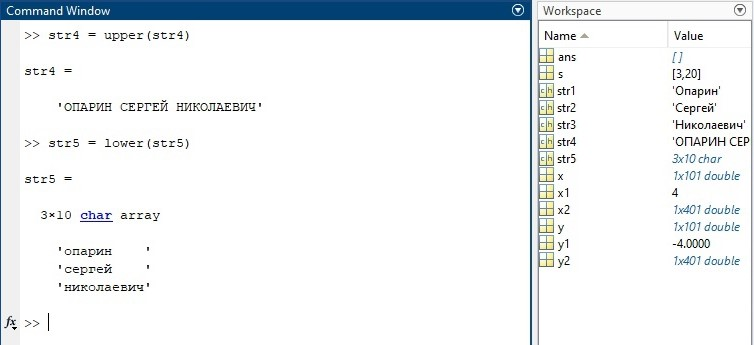 Command Window
>> str4 = upper(str4)
str4 =
'ОПАРИН СЕРГЕЙ НИКОЛАЕВИЧ'
>> str5 = lower(str5)
str5 =
3×10 char array
'опарин    '
'сергей    '
'николаевич'
fx >>
Workspace
Name Value
ans []
s [3,20]
str1 'Опарин'
str2 'Сергей'
str3 'Николаевич'
str4 'ОПАРИН СЕР
str5 3x10 char
x 1x101 double
x1 4
x2 1x401 double
y 1x101 double
y1 -4.0000
y2 1x401 double